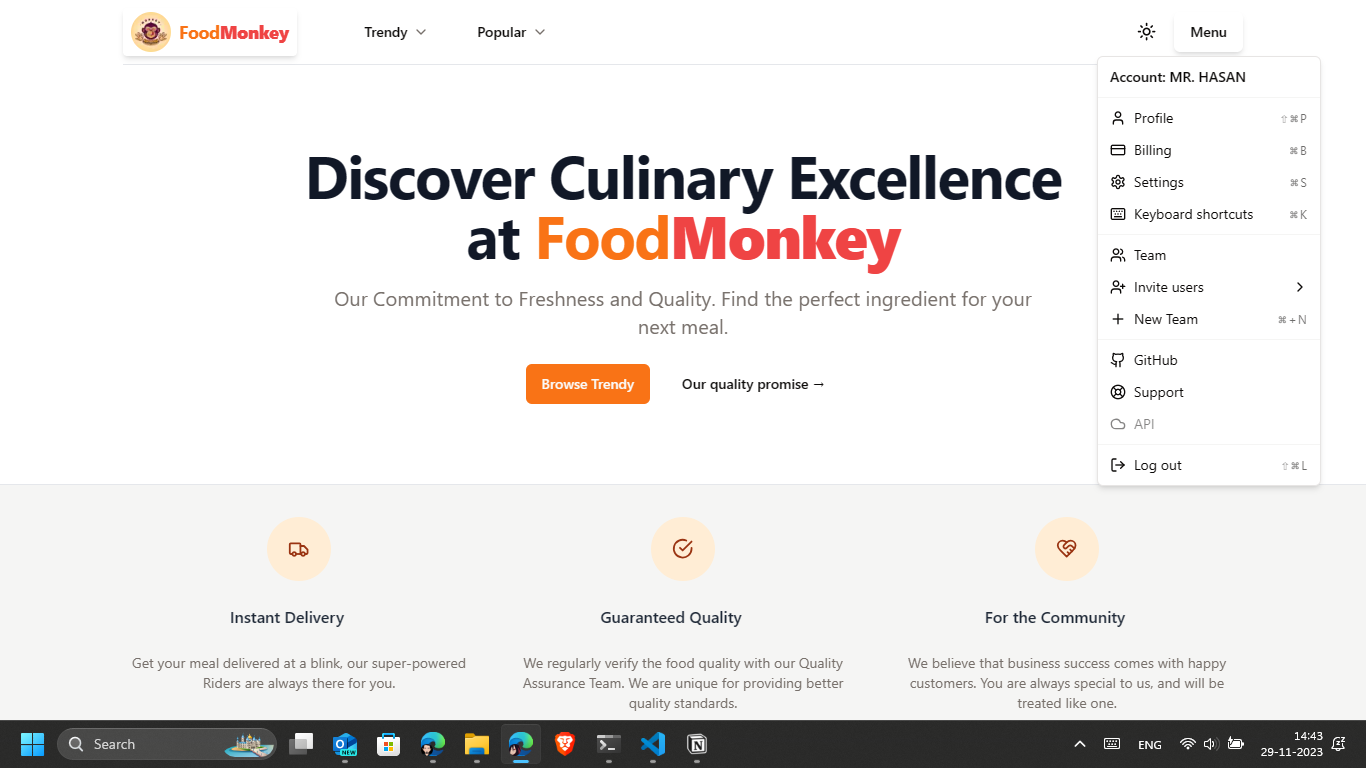 FoodMonkey
Trendy
Popular
Menu
Account: MR. HASAN
Profile ⇧⌘P
Billing ⌘B
Settings ⌘S
Keyboard shortcuts ⌘K
Team
Invite users
New Team ⌘+N
GitHub
Support
API
Log out ⇧⌘L
Discover Culinary Excellence
at FoodMonkey
Our Commitment to Freshness and Quality. Find the perfect ingredient for your
next meal.
Browse Trendy
Our quality promise →
Instant Delivery
Get your meal delivered at a blink, our super-powered
Riders are always there for you.
Guaranteed Quality
We regularly verify the food quality with our Quality
Assurance Team. We are unique for providing better
quality standards.
For the Community
We believe that business success comes with happy
customers. You are always special to us, and will be
treated like one.
Search
NEW
ENG
14:43
29-11-2023